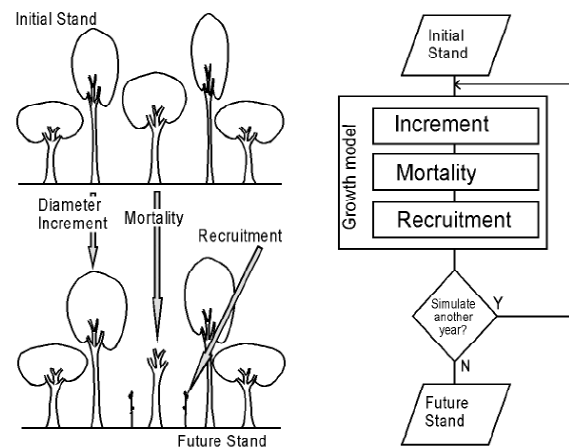 Initial Stand
Diameter
Increment
Mortality
Recruitment
Future Stand
Initial
Stand
Growth model
Increment
Mortality
Recruitment
Simulate
another
year?
Y
N
Future
Stand